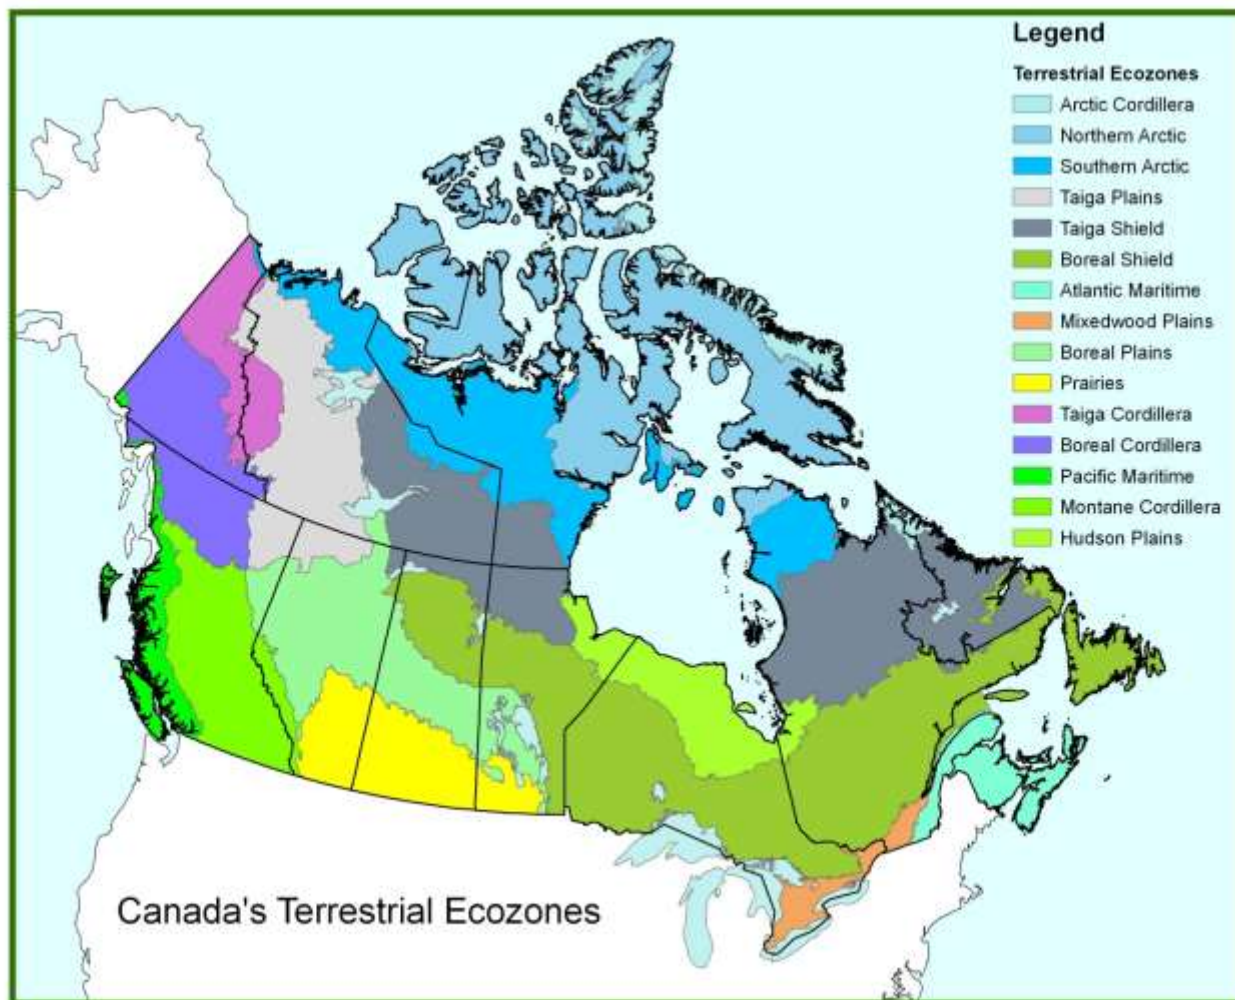 Legend
Terrestrial Ecozones
Arctic Cordillera
Northern Arctic
Southern Arctic
Taiga Plains
Taiga Shield
Boreal Shield
Atlantic Maritime
Mixedwood Plains
Boreal Plains
Prairies
Taiga Cordillera
Boreal Cordillera
Pacific Maritime
Montane Cordillera
Hudson Plains
Canada's Terrestrial Ecozones